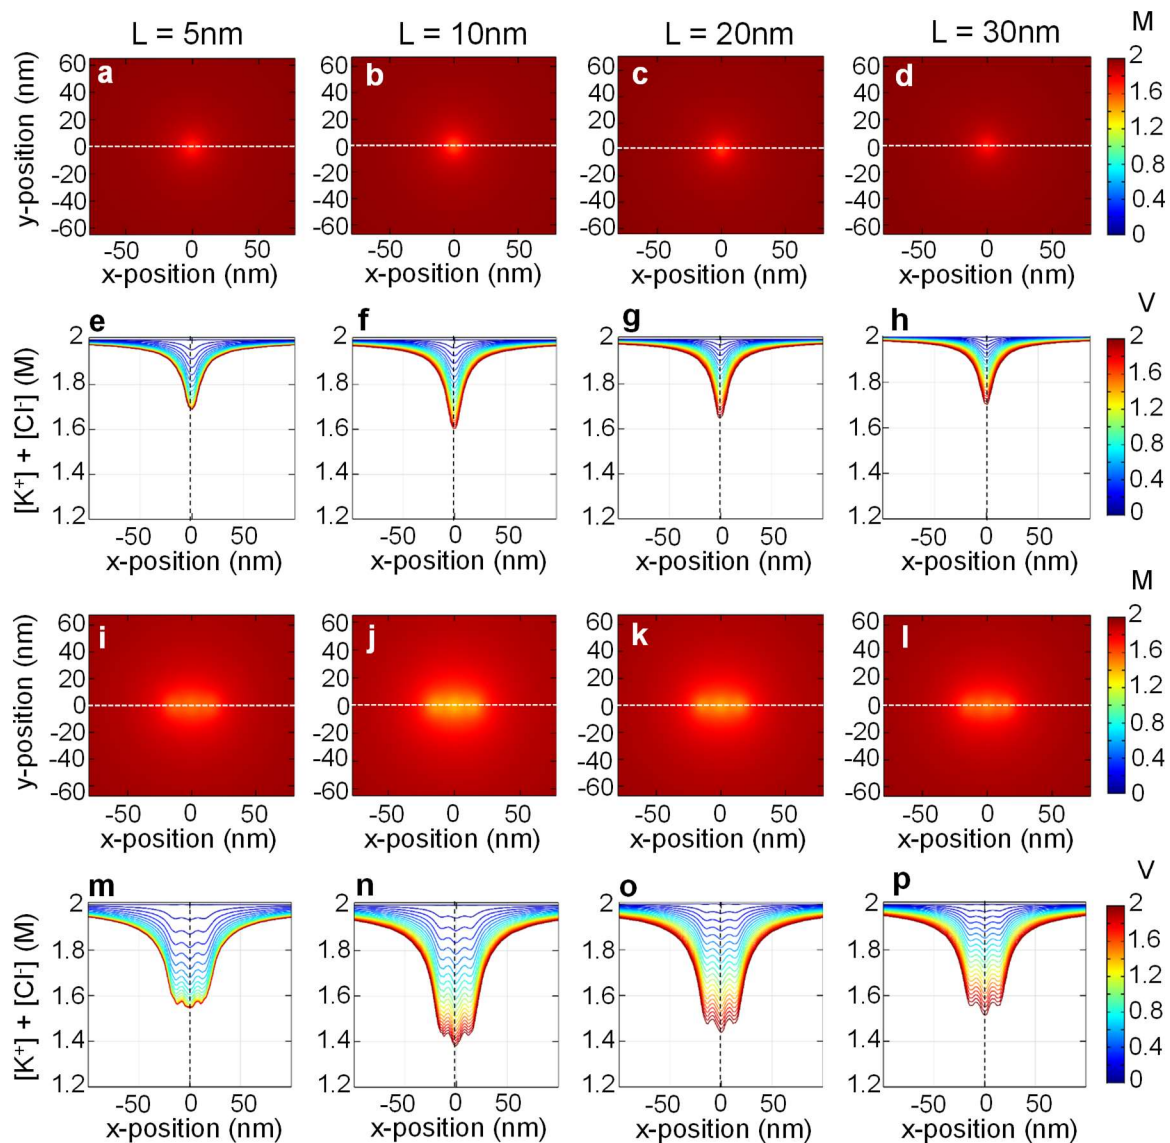 L = 5nm L = 10nm L = 20nm L = 30nm M
a b c d
y-position (nm)
60 40 20 0 -20 -40 -60
60 40 20 0 -20 -40 -60
60 40 20 0 -20 -40 -60
60 40 20 0 -20 -40 -60
2 1.6 1.2 0.8 0.4 0
-50 0 50 -50 0 50 -50 0 50 -50 0 50
x-position (nm) x-position (nm) x-position (nm) x-position (nm)
e f g h V
[K⁺] + [Cl⁻] (M)
2 1.8 1.6 1.4 1.2
2 1.8 1.6 1.4 1.2
2 1.8 1.6 1.4 1.2
2 1.8 1.6 1.4 1.2
2 1.6 1.2 0.8 0.4 0
-50 0 50 -50 0 50 -50 0 50 -50 0 50
x-position (nm) x-position (nm) x-position (nm) x-position (nm)
M
i j k l
y-position (nm)
60 40 20 0 -20 -40 -60
60 40 20 0 -20 -40 -60
60 40 20 0 -20 -40 -60
60 40 20 0 -20 -40 -60
2 1.6 1.2 0.8 0.4 0
-50 0 50 -50 0 50 -50 0 50 -50 0 50
x-position (nm) x-position (nm) x-position (nm) x-position (nm)
m n o p V
[K⁺] + [Cl⁻] (M)
2 1.8 1.6 1.4 1.2
2 1.8 1.6 1.4 1.2
2 1.8 1.6 1.4 1.2
2 1.8 1.6 1.4 1.2
2 1.6 1.2 0.8 0.4 0
-50 0 50 -50 0 50 -50 0 50 -50 0 50
x-position (nm) x-position (nm) x-position (nm) x-position (nm)